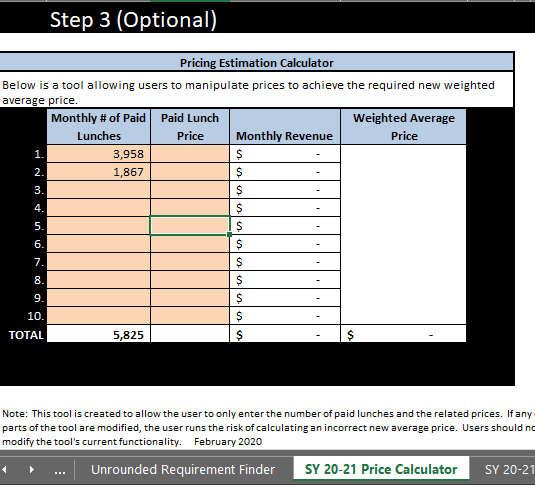 Step 3 (Optional)
Pricing Estimation Calculator
Below is a tool allowing users to manipulate prices to achieve the required new weighted
average price.
Monthly # of Paid Lunches Paid Lunch Price Monthly Revenue Weighted Average Price
1. 3,958 $ -
2. 1,867 $ -
3. $ -
4. $ -
5. $ -
6. $ -
7. $ -
8. $ -
9. $ -
10. $ -
TOTAL 5,825 $ - $ -
Note: This tool is created to allow the user to only enter the number of paid lunches and the related prices. If any
parts of the tool are modified, the user runs the risk of calculating an incorrect new average price. Users should
modify the tool's current functionality. February 2020
... Unrounded Requirement Finder SY 20-21 Price Calculator SY 20-21